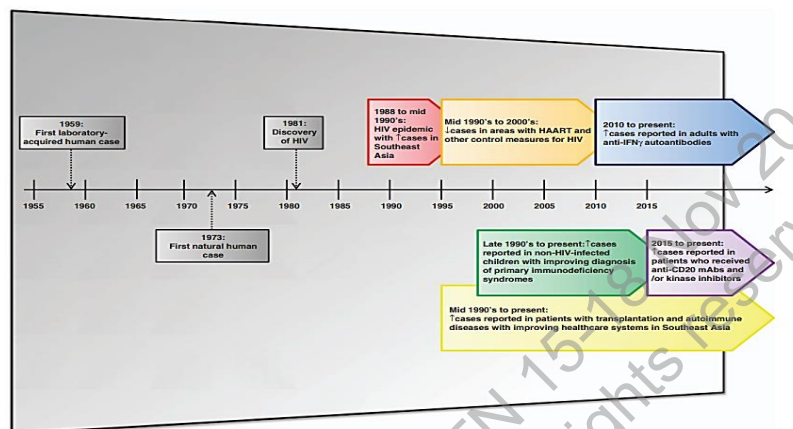 1959:
First laboratory-
acquired human case
1981:
Discovery
of HIV
1988 to mid
1990's:
HIV epidemic
with ↑cases in
Southeast
Asia
Mid 1990's to 2000's:
↓cases in areas with HAART and
other control measures for HIV
2010 to present:
↑cases reported in adults with
anti-IFNγ autoantibodies
1955 1960 1965 1970 1975 1980 1985 1990 1995 2000 2005 2010 2015
1973:
First natural human
case
Late 1990's to present:↑cases
reported in non-HIV-infected
children with improving diagnosis
of primary immunodeficiency
syndromes
2015 to present:
↑cases reported in
patients who received
anti-CD20 mAbs and
/or kinase inhibitors
Mid 1990's to present:
↑cases reported in patients with transplantation and autoimmune
diseases with improving healthcare systems in Southeast Asia
15-18 Nov 20
ights reser